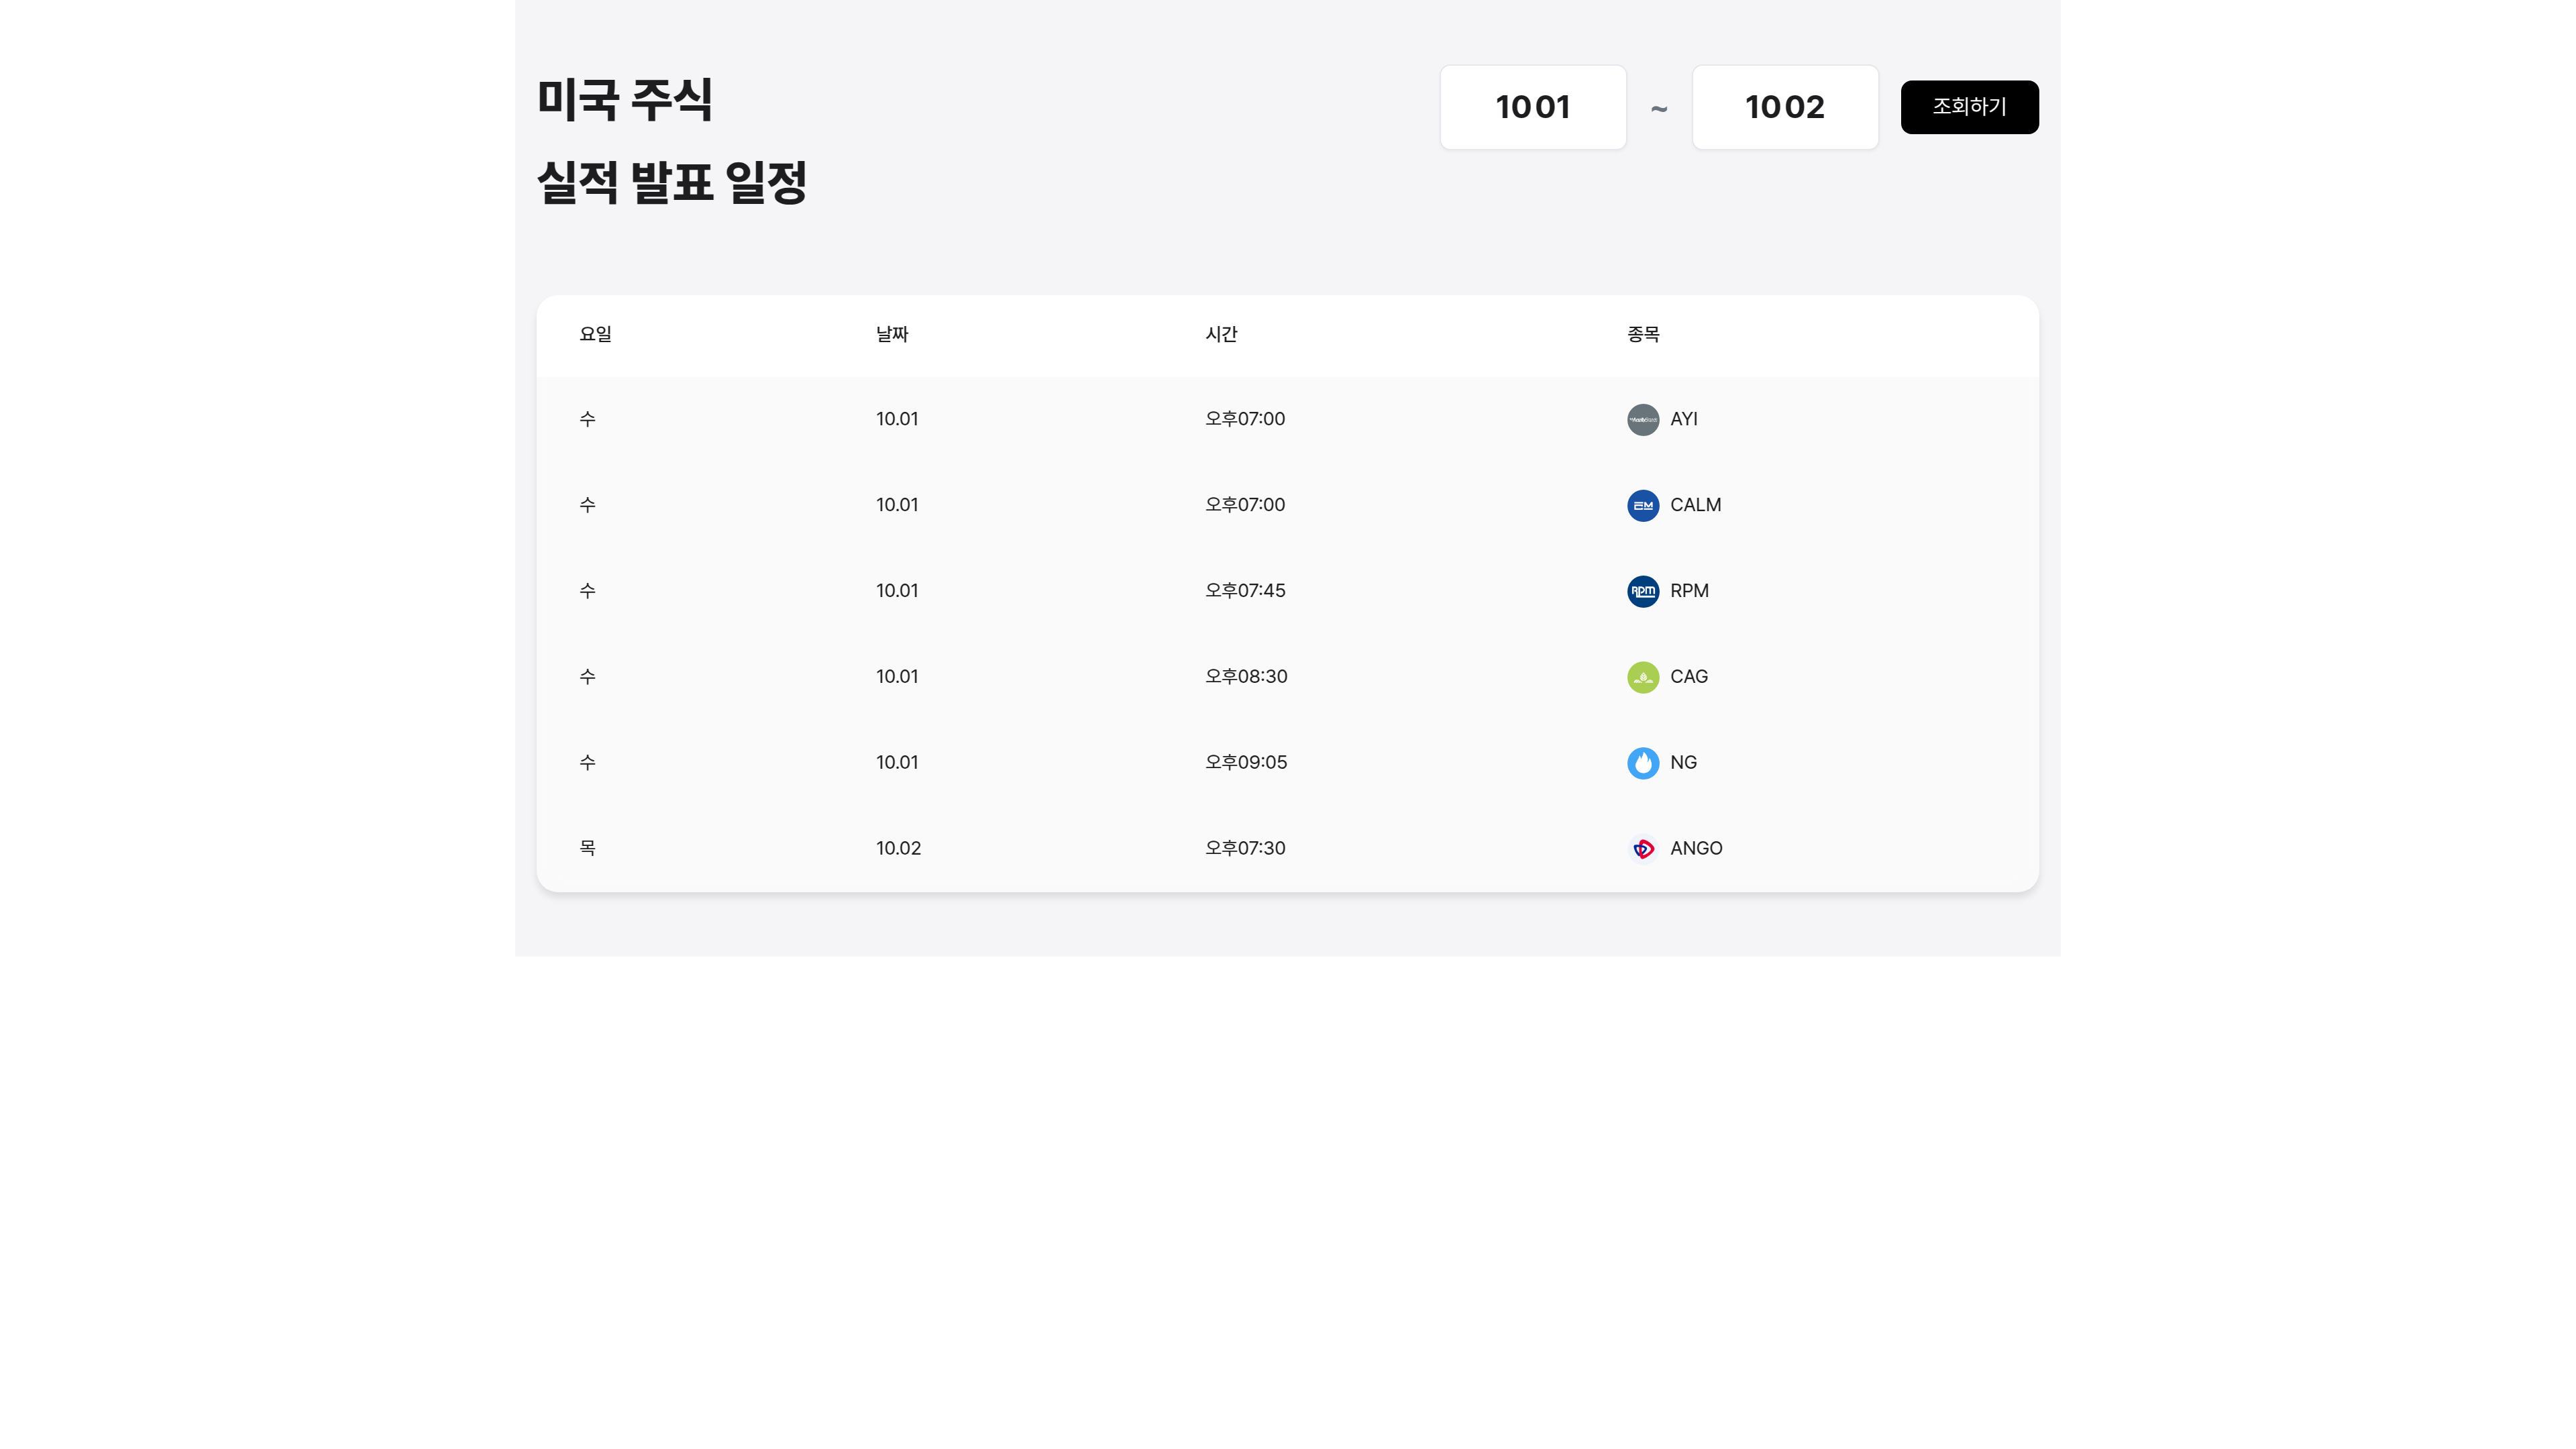 미국 주식
실적 발표 일정
1001 ~ 1002 조회하기
요일 날짜 시간 종목
수 10.01 오후07:00 AYI
수 10.01 오후07:00 CALM
수 10.01 오후07:45 RPM RPM
수 10.01 오후08:30 CAG
수 10.01 오후09:05 NG
목 10.02 오후07:30 ANGO